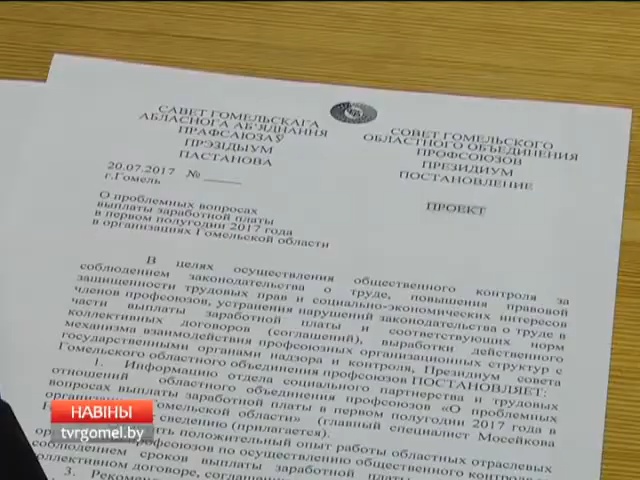 САВЕТ ГОМЕЛЬСКАГА
АБЛАСНОГА АБ'ЯДНАННЯ
ПРАФСАЮЗАЎ
ПРЭЗІДЫУМ
ПАСТАНОВА
СОВЕТ ГОМЕЛЬСКОГО
ОБЛАСТНОГО ОБЪЕДИНЕНИЯ
ПРОФСОЮЗОВ
ПРЕЗИДИУМ
ПОСТАНОВЛЕНИЕ
20.07.2017 № ______
г.Гомель
ПРОЕКТ
О проблемных вопросах
выплаты заработной платы
в первом полугодии 2017 года
в организациях Гомельской области
В целях осуществления общественного контроля за
соблюдением законодательства о труде, повышения правовой
защищенности трудовых прав и социально-экономических интересов
членов профсоюзов, устранения нарушений законодательства о труде в
части выплаты заработной платы и соответствующих норм
коллективных договоров (соглашений), выработки действенного
механизма взаимодействия профсоюзных организационных структур с
государственными органами надзора и контроля, Президиум совета
Гомельского областного объединения профсоюзов ПОСТАНОВЛЯЕТ:
1. Информацию отдела социального партнерства и трудовых
отношений областного объединения профсоюзов «О проблемных
вопросах выплаты заработной платы в первом полугодии 2017 года в
Гомельской области» (главный специалист Мосейкова
сведению (прилагается).
положительный опыт работы областных отраслевых
профсоюзов по осуществлению общественного контроля
соблюдением сроков выплаты заработной платы
коллективном договоре,
3.
НАВІНЫ
tvrgomel.by